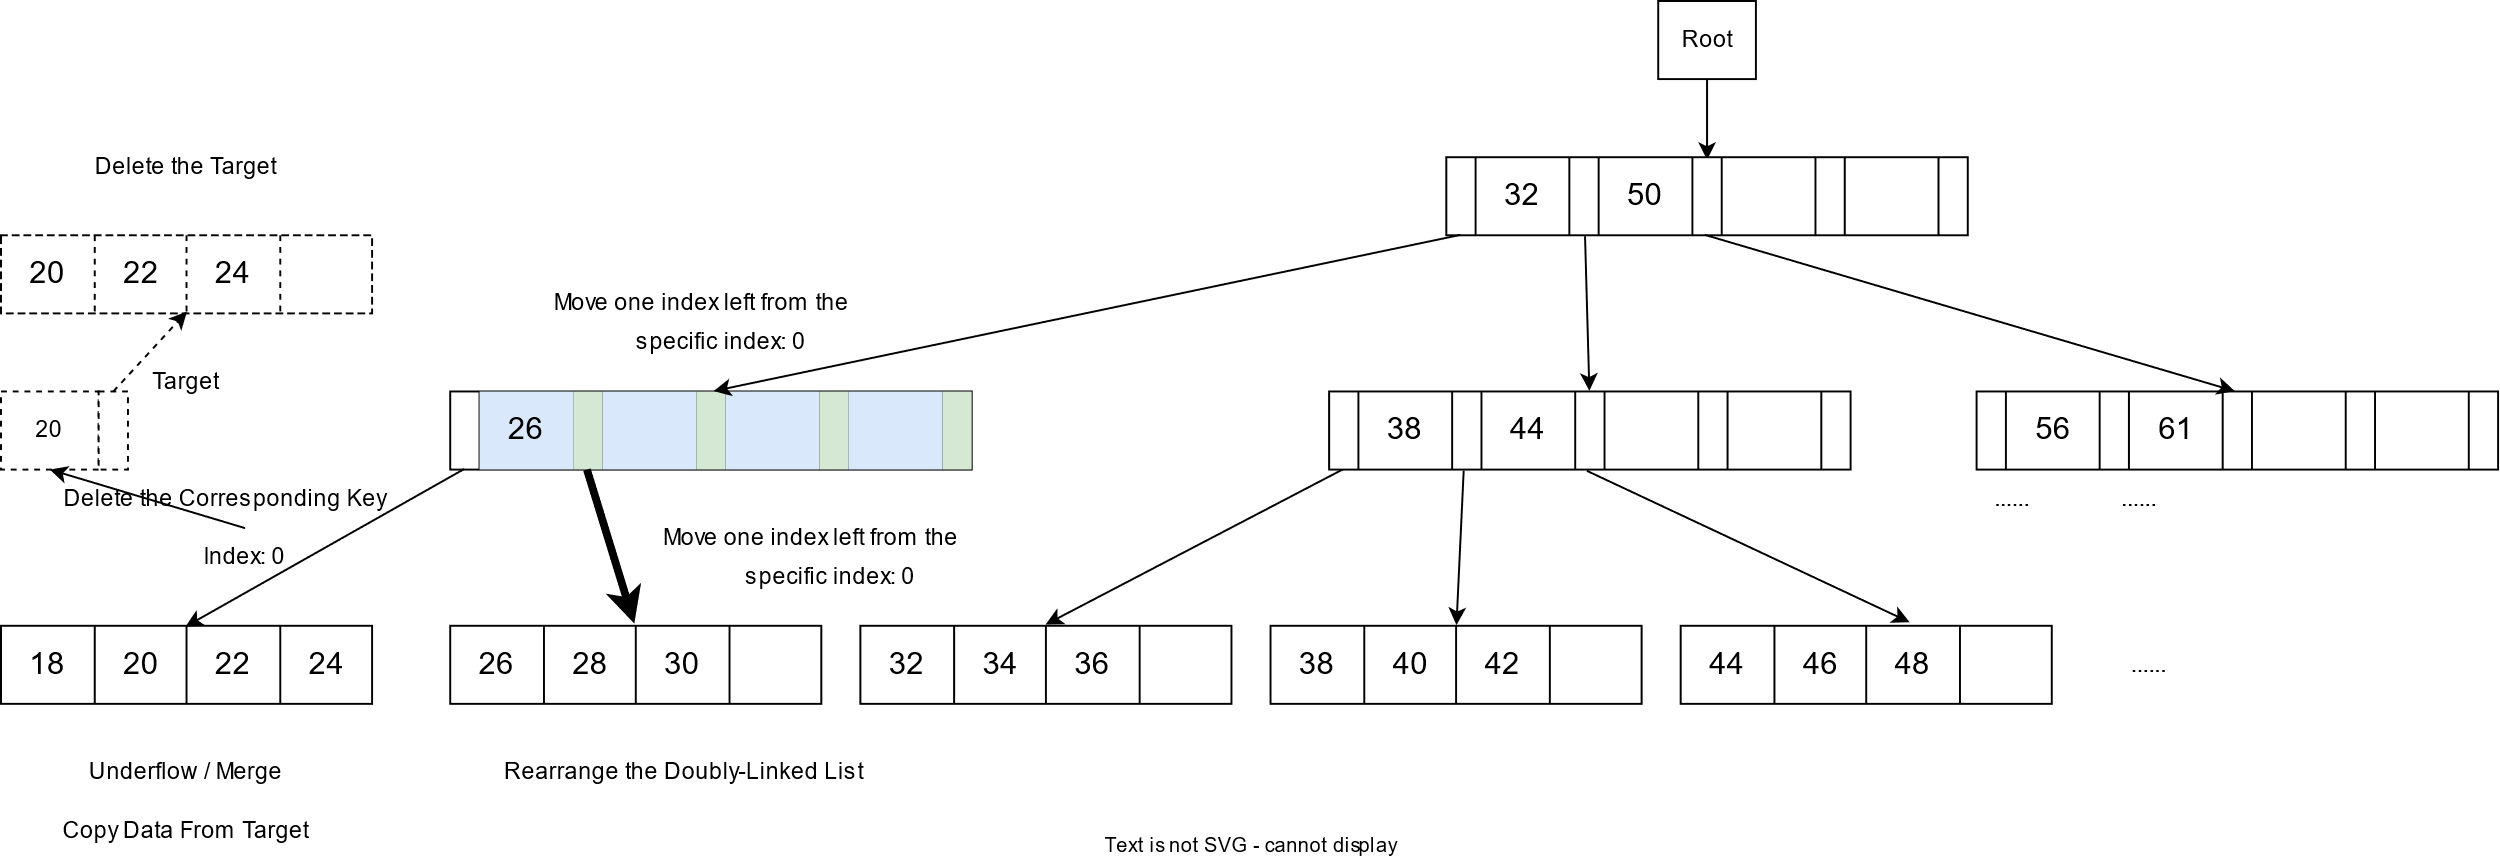 Root
Delete the Target
32 50
20 22 24
Move one index left from the
specific index: 0
Target
20
26
38 44
56 61
Delete the Corresponding Key
...... ......
Move one index left from the
Index: 0
specific index: 0
18 20 22 24
26 28 30
32 34 36
38 40 42
44 46 48
......
Underflow / Merge
Rearrange the Doubly-Linked List
Copy Data From Target
Text is not SVG - cannot display